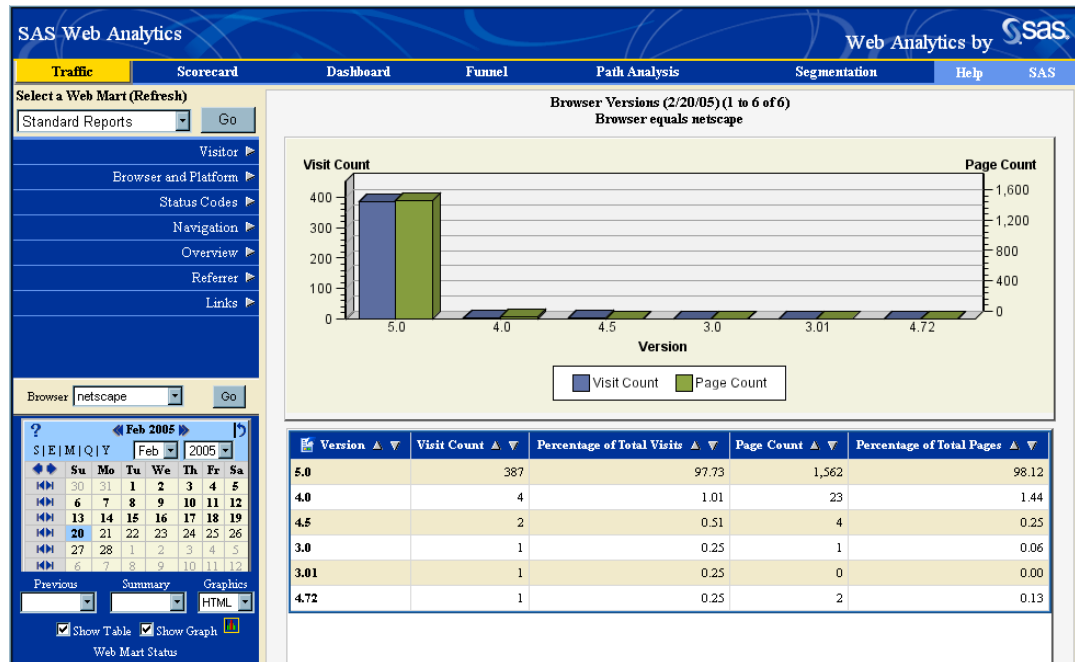 SAS Web Analytics
Web Analytics by
sas.
Traffic Scorecard Dashboard Funnel Path Analysis Segmentation Help SAS
Select a Web Mart (Refresh)
Standard Reports Go
Visitor
Browser and Platform
Status Codes
Navigation
Overview
Referrer
Links
Browser netscape Go
? Feb 2005
S | E | M | Q | Y Feb 2005
Su Mo Tu We Th Fr Sa
30 31 1 2 3 4 5
6 7 8 9 10 11 12
13 14 15 16 17 18 19
20 21 22 23 24 25 26
27 28 1 2 3 4 5
6 7 8 9 10 11 12
Previous Summary Graphics
HTML
Show Table Show Graph
Web Mart Status
Browser Versions (2/20/05) (1 to 6 of 6)
Browser equals netscape
Visit Count Page Count
400 1,600
300 1,200
200 800
100 400
0 0
5.0 4.0 4.5 3.0 3.01 4.72
Version
Visit Count Page Count
Version Visit Count Percentage of Total Visits Page Count Percentage of Total Pages
5.0 387 97.73 1,562 98.12
4.0 4 1.01 23 1.44
4.5 2 0.51 4 0.25
3.0 1 0.25 1 0.06
3.01 1 0.25 0 0.00
4.72 1 0.25 2 0.13